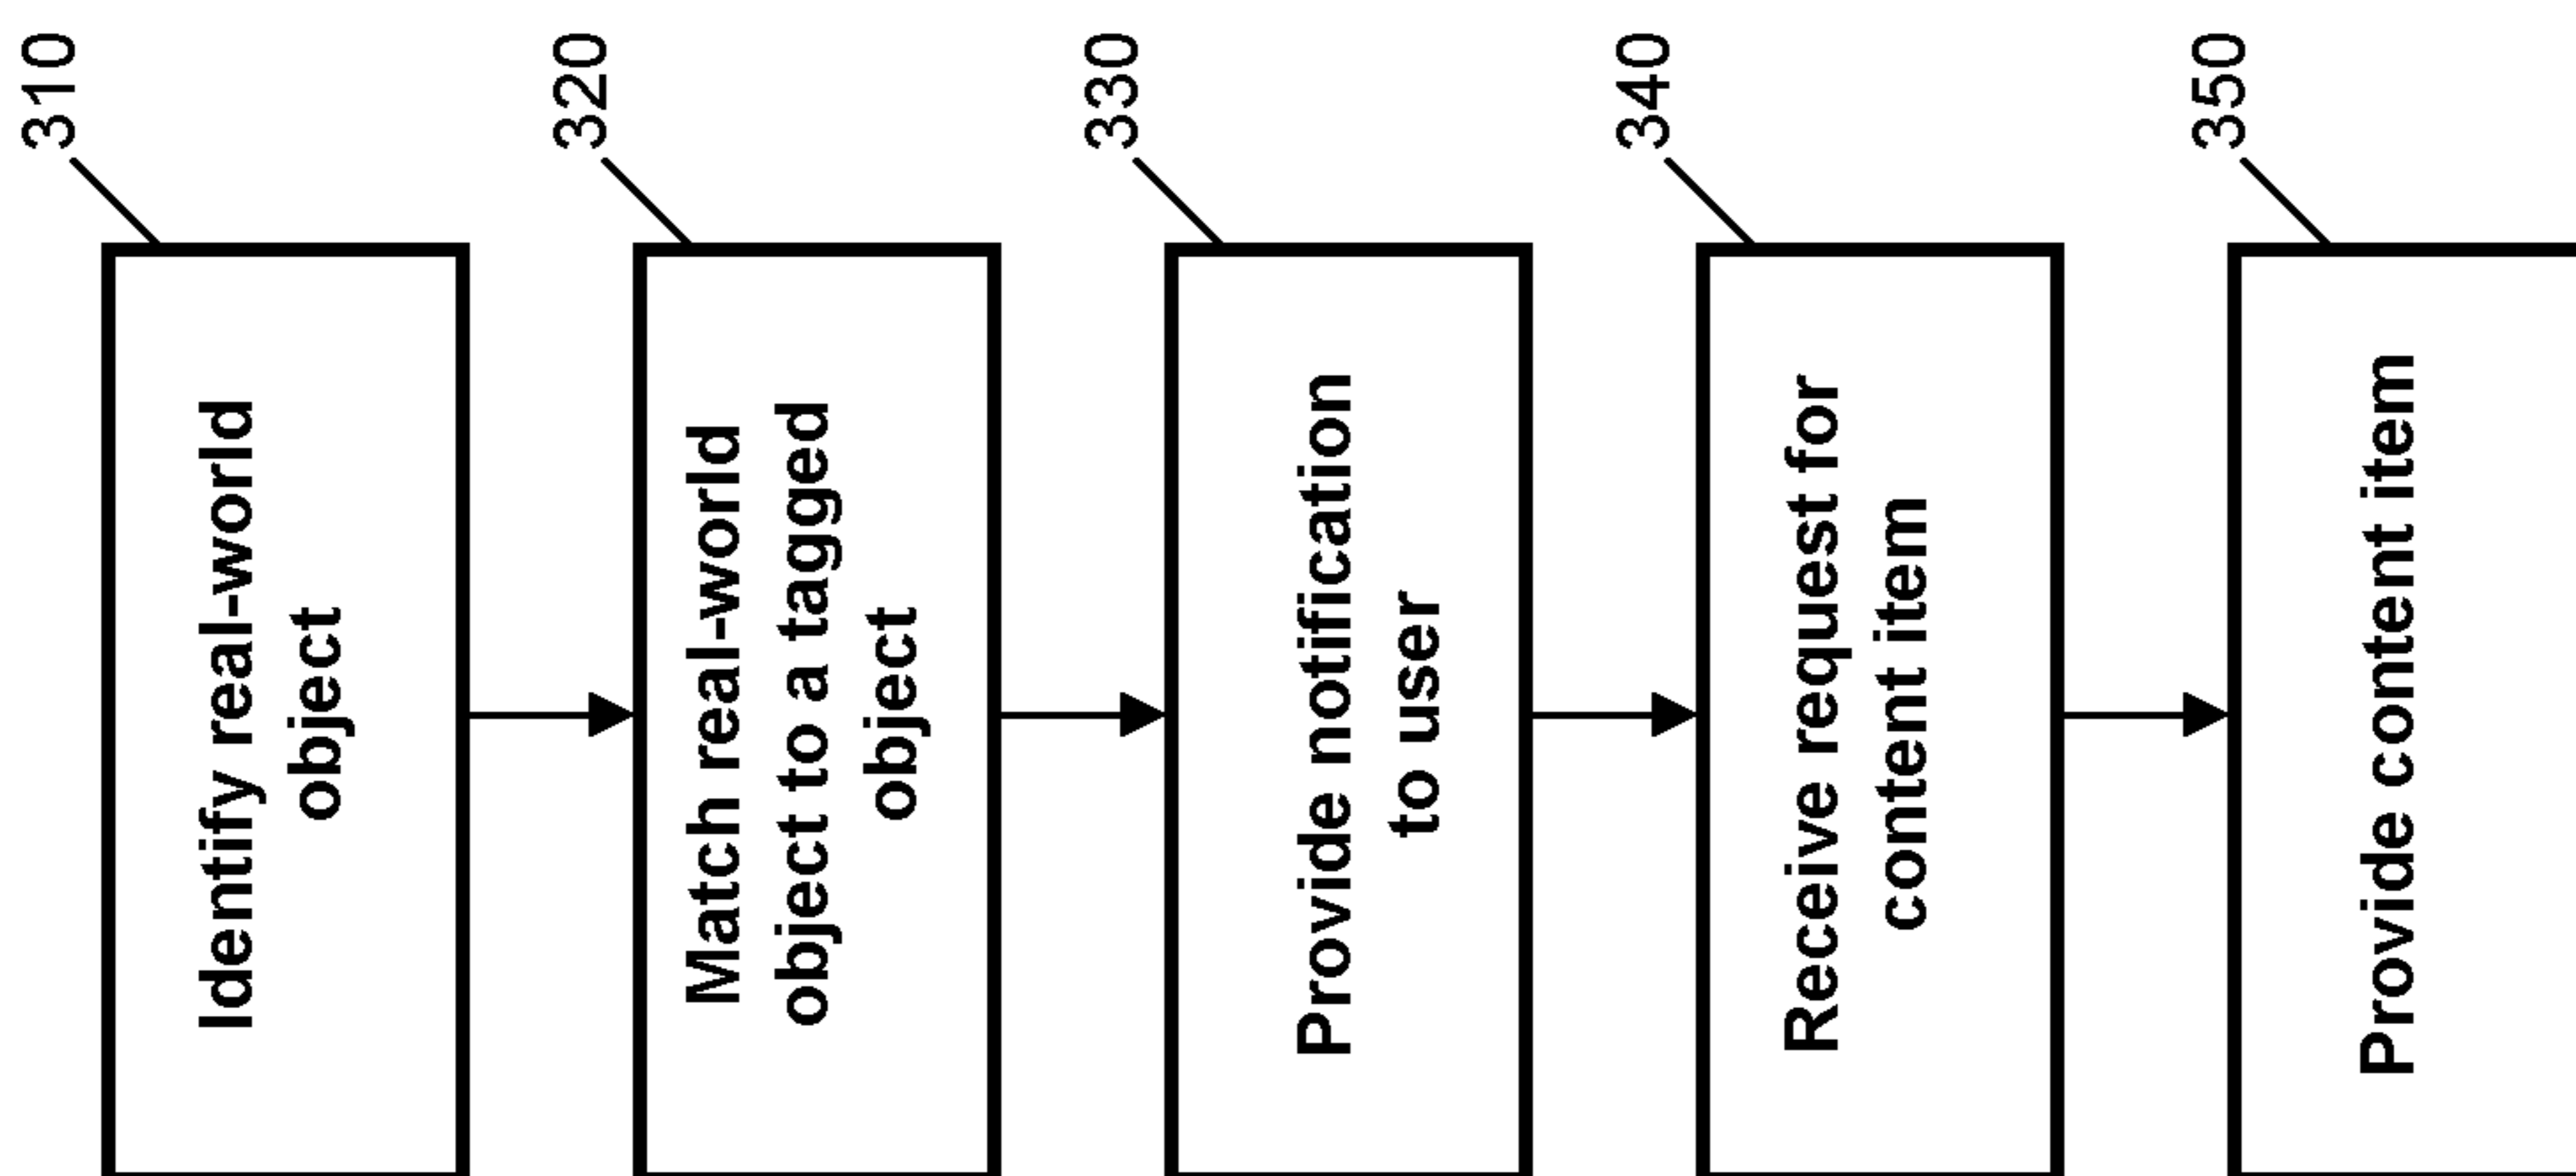 310
Identify real-world
object
320
Match real-world
object to a tagged
object
330
Provide notification
to user
340
Receive request for
content item
350
Provide content item